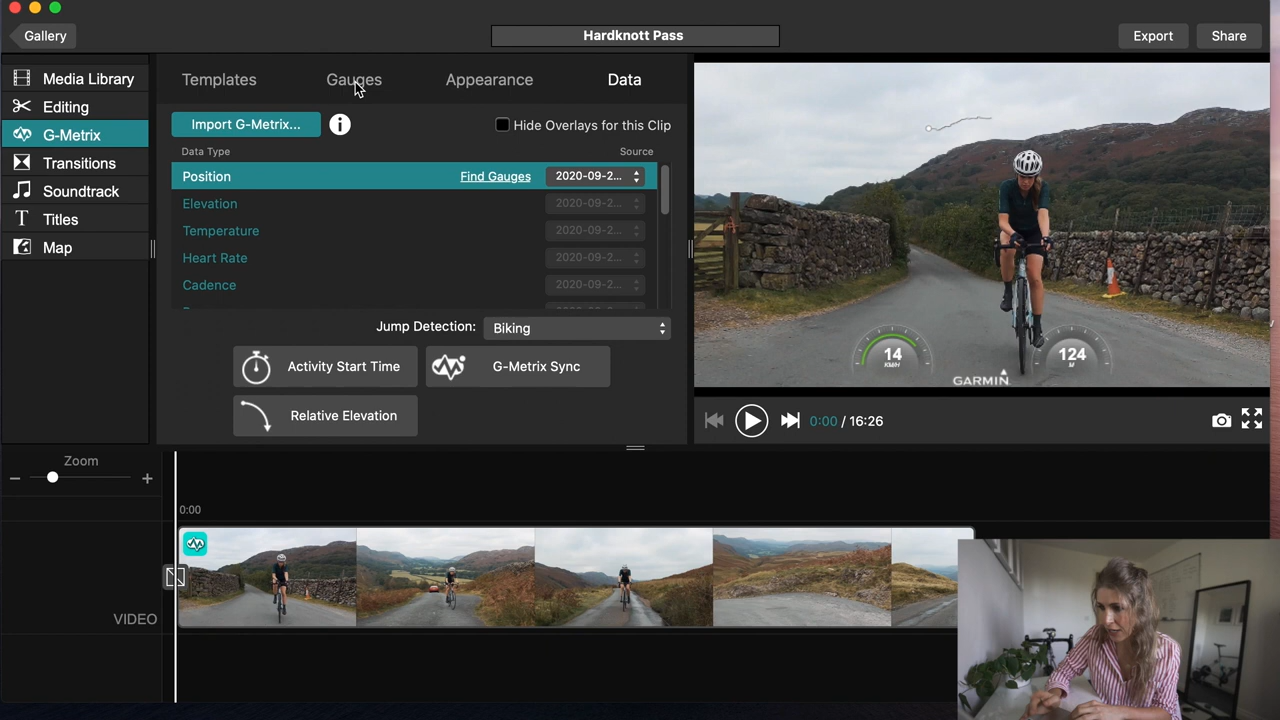 Gallery
Hardknott Pass
Export
Share
Media Library
Editing
G-Metrix
Transitions
Soundtrack
Titles
Map
Templates
Gauges
Appearance
Data
Import G-Metrix...
Hide Overlays for this Clip
Data Type
Source
Position
Find Gauges
2020-09-2...
Elevation
2020-09-2...
Temperature
2020-09-2...
Heart Rate
2020-09-2...
Cadence
2020-09-2...
Jump Detection:
Biking
Activity Start Time
G-Metrix Sync
Relative Elevation
14
KM/H
124
M
GARMIN
0:00 / 16:26
Zoom
0:00
VIDEO